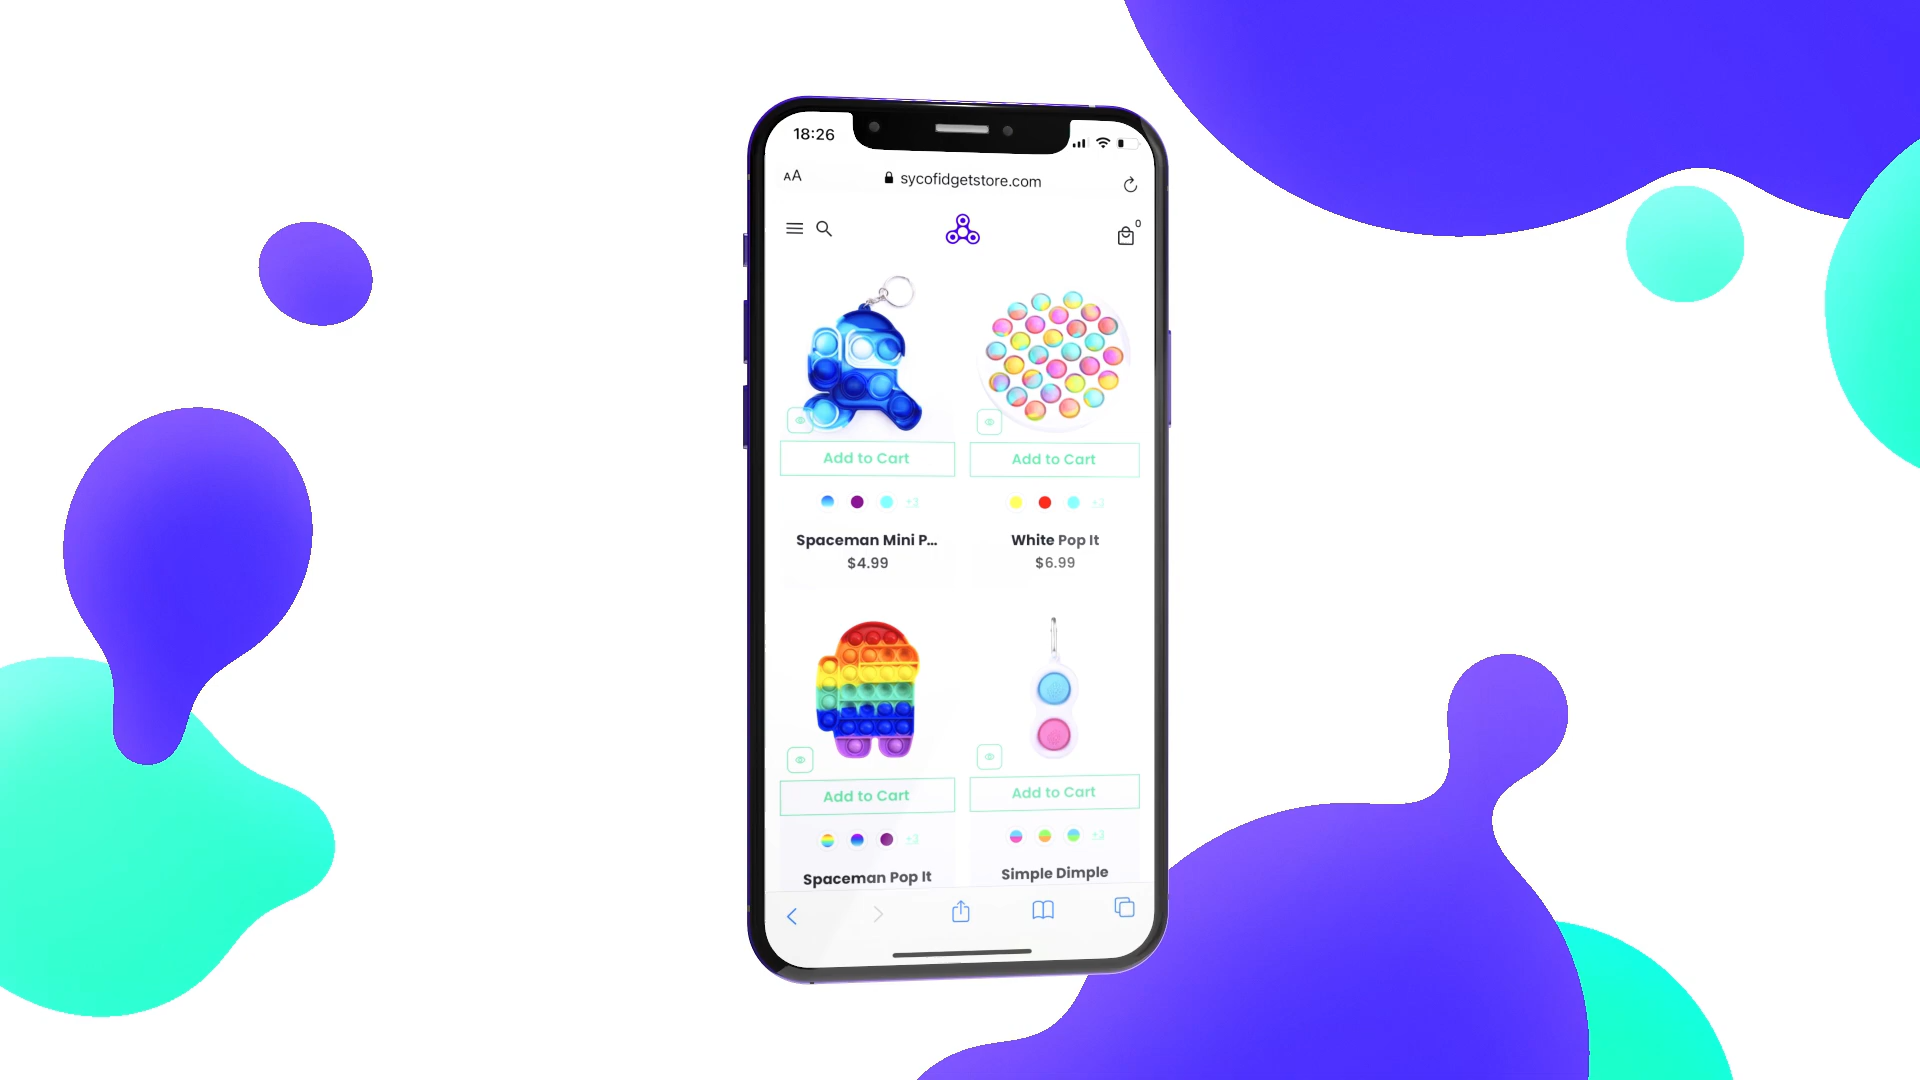 18:26
AA
sycofidgetstore.com
0
Add to Cart
Add to Cart
+3
Spaceman Mini P...
White Pop It
$4.99
$6.99
Add to Cart
Add to Cart
Spaceman Pop It
Simple Dimple